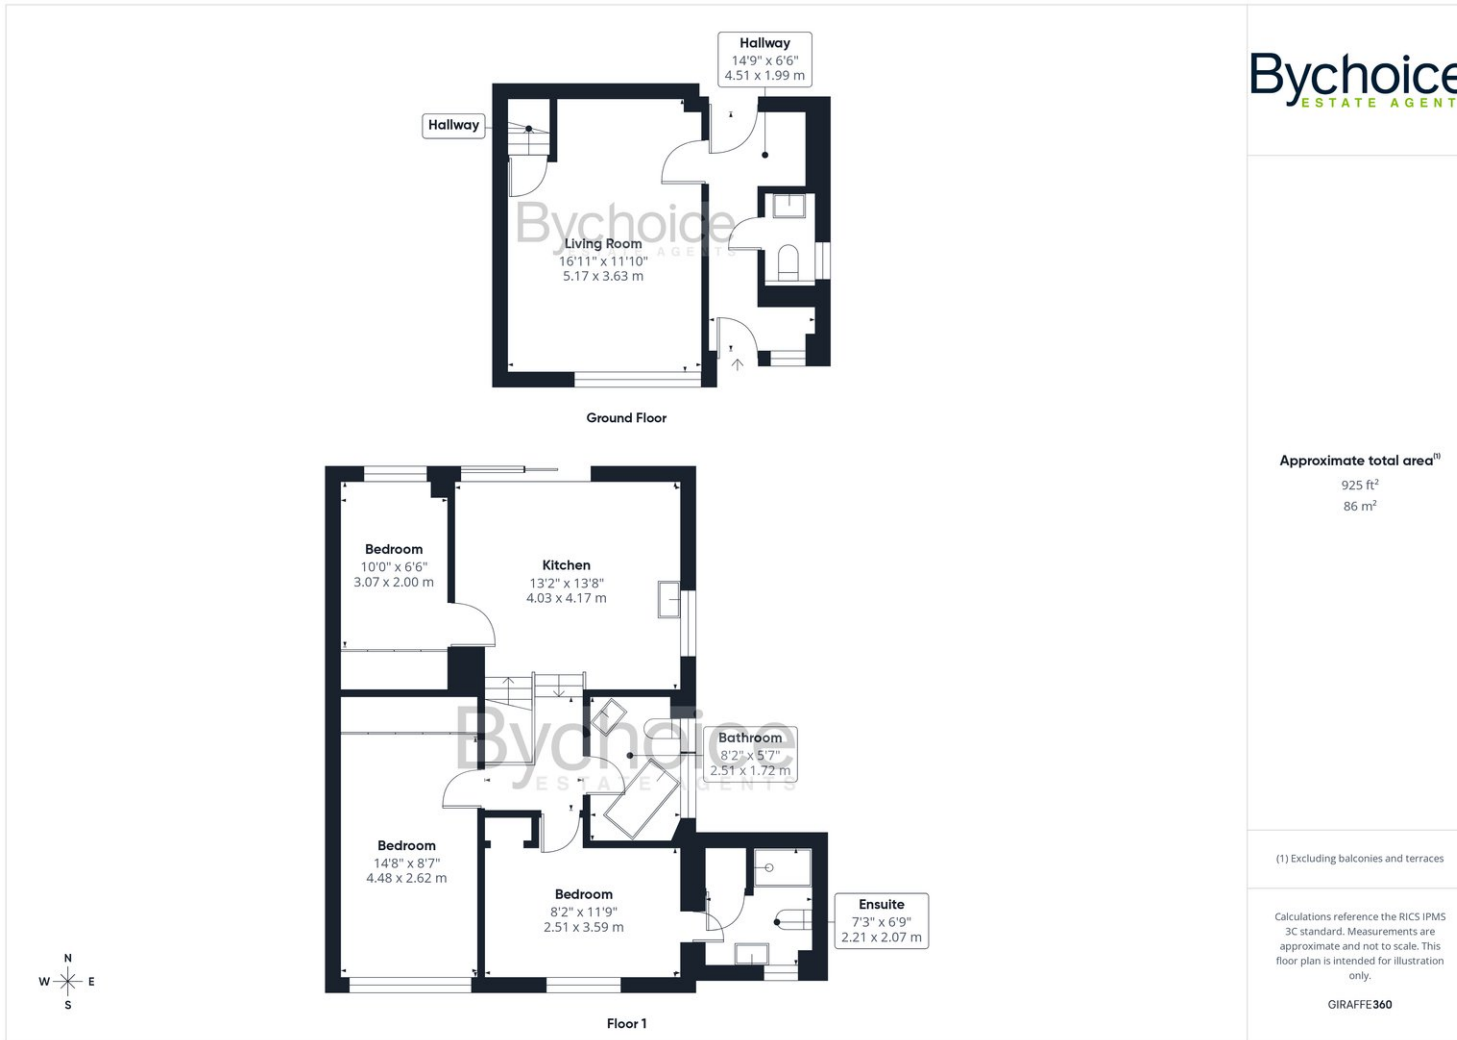 Hallway
14'9" x 6'6"
4.51 x 1.99 m
Hallway
Bychoice
ESTATE AGENTS
Living Room
16'11" x 11'10"
5.17 x 3.63 m
Ground Floor
Bedroom
10'0" x 6'6"
3.07 x 2.00 m
Kitchen
13'2" x 13'8"
4.03 x 4.17 m
Bychoice
ESTATE AGENTS
Bathroom
8'2" x 5'7"
2.51 x 1.72 m
Bedroom
14'8" x 8'7"
4.48 x 2.62 m
Bedroom
8'2" x 11'9"
2.51 x 3.59 m
Ensuite
7'3" x 6'9"
2.21 x 2.07 m
Floor 1
N
W E
S
Bychoice
ESTATE AGENT
Approximate total area(1)
925 ft²
86 m²
(1) Excluding balconies and terraces
Calculations reference the RICS IPMS
3C standard. Measurements are
approximate and not to scale. This
floor plan is intended for illustration
only.
GIRAFFE360